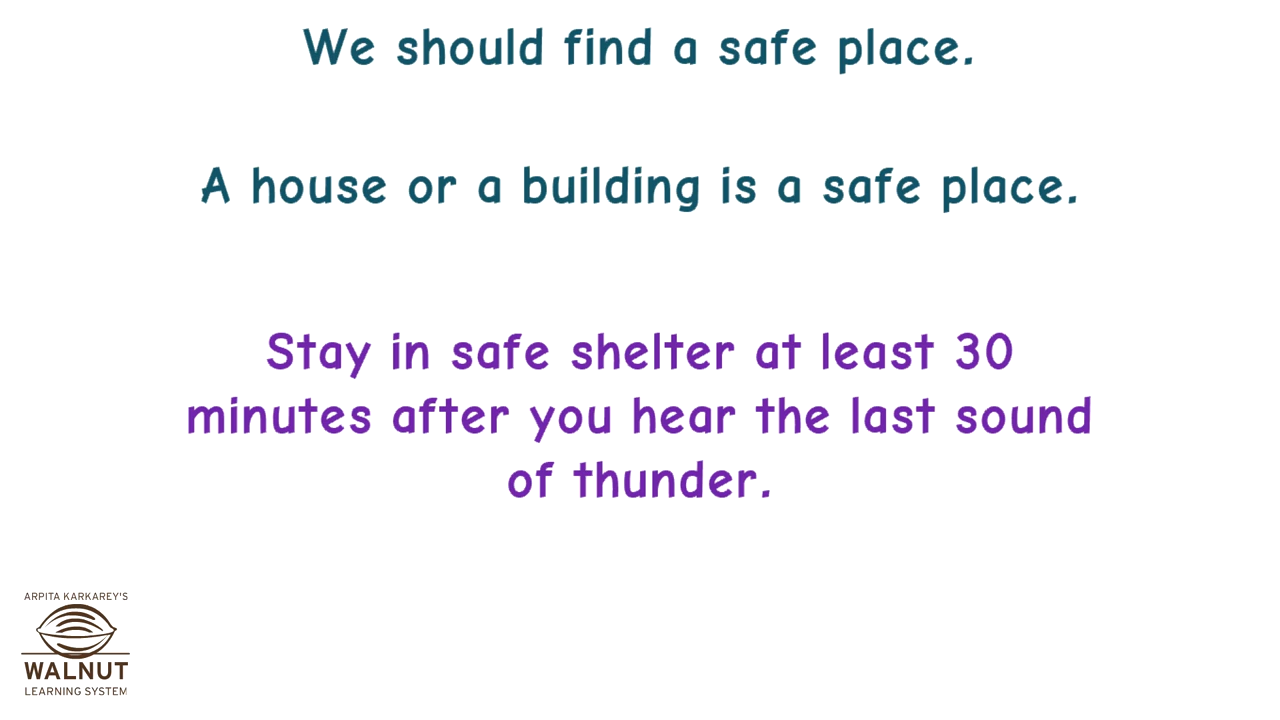 We should find a safe place.
A house or a building is a safe place.
Stay in safe shelter at least 30
minutes after you hear the last sound
of thunder.
ARPITA KARKAREY'S
WALNUT
LEARNING SYSTEM